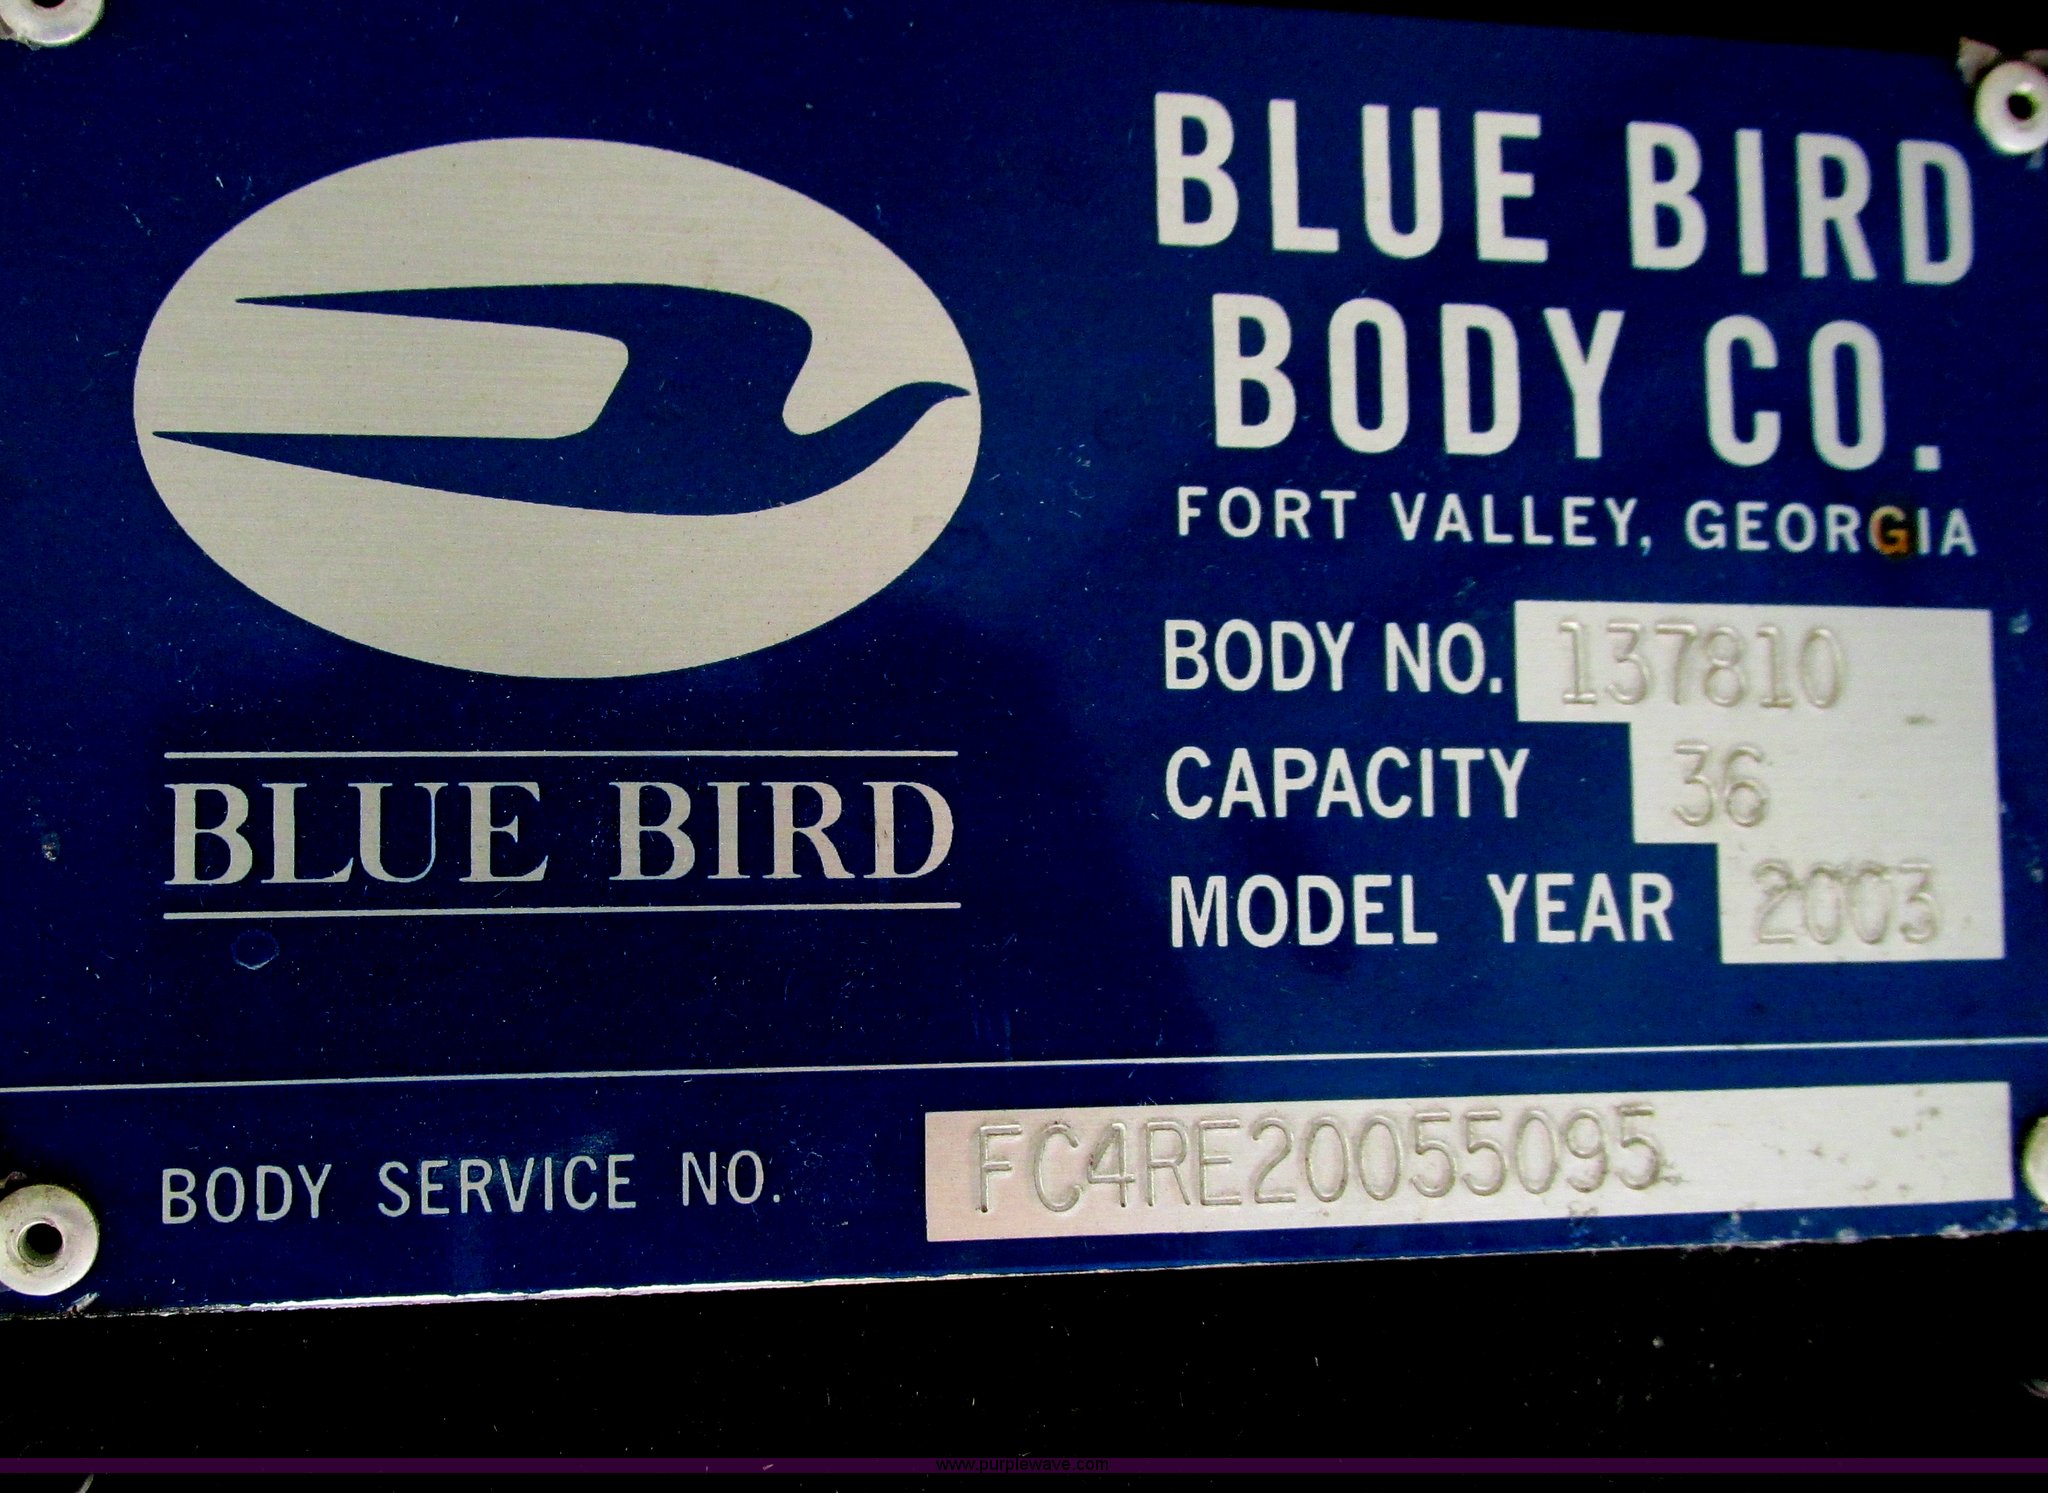 BLUE BIRD
BODY CO.
FORT VALLEY, GEORGIA
BODY NO. 137810
CAPACITY 36
MODEL YEAR 2003
BLUE BIRD
BODY SERVICE NO. FC4RE20055095
www.purplewave.com